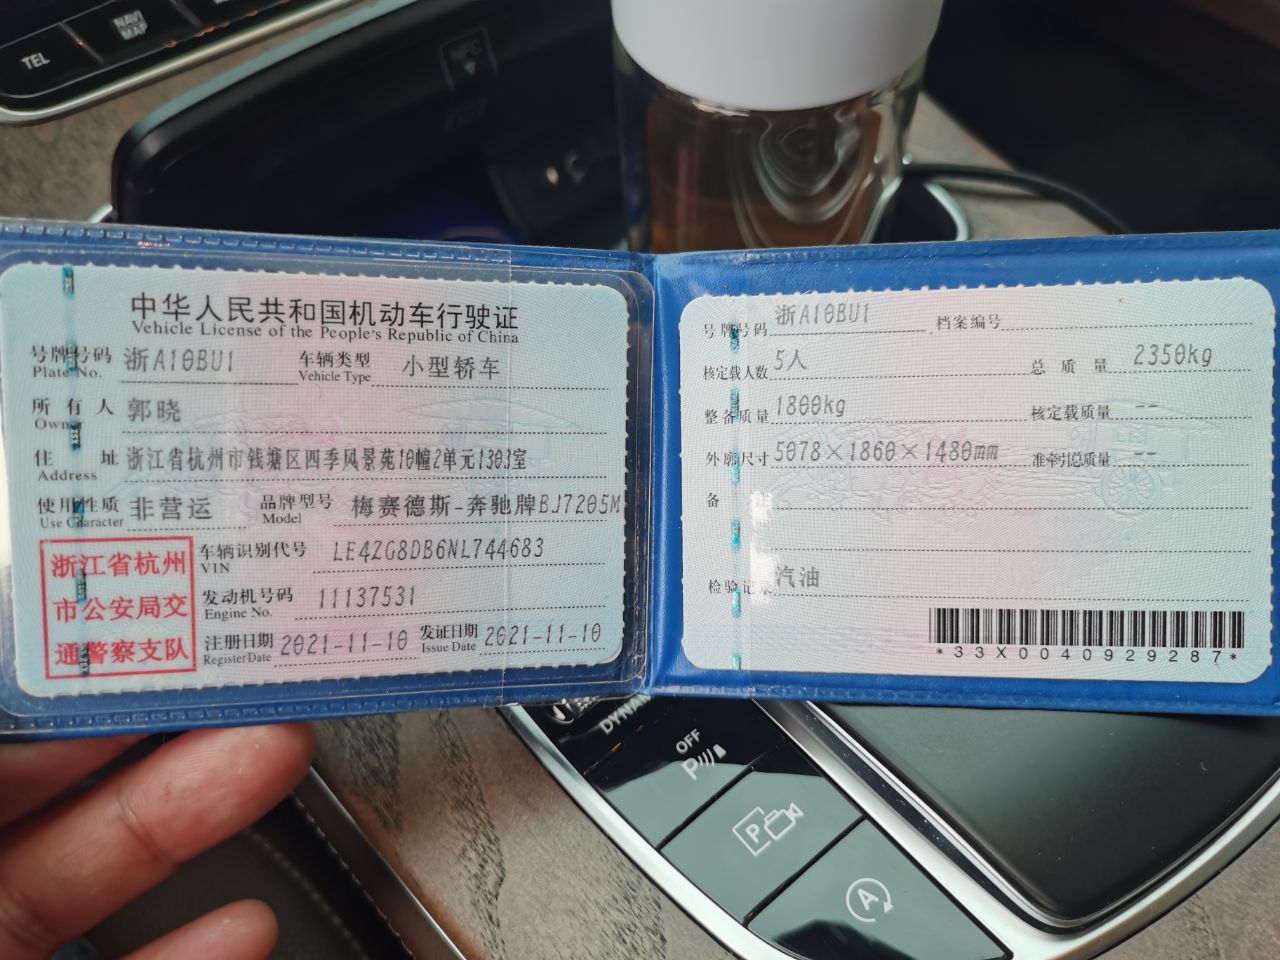 TEL
NAVI
MAP
NFC
中华人民共和国机动车行驶证
Vehicle License of the People's Republic of China
号牌号码 浙A10BU1 车辆类型 小型轿车
Plate No. Vehicle Type
所有人 郭晓
Owner
住址 浙江省杭州市钱塘区四季风景苑10幢2单元1303室
Address
使用性质 非营运 品牌型号 梅赛德斯-奔驰牌BJ7205M
Use Character Model
浙江省杭州
市公安局交
通警察支队
车辆识别代号 LE4ZG8DB6NL744683
VIN
发动机号码 11137531
Engine No.
注册日期 2021-11-10 发证日期 2021-11-10
Register Date Issue Date
号牌号码 浙A10BU1 档案编号
核定载人数 5人 总质量 2350kg
整备质量 1800kg 核定载质量 --
外廓尺寸 5078×1860×1480mm 准牵引总质量 --
备注
检验记录 汽油
*33X0040929287*
OFF
P
P
A